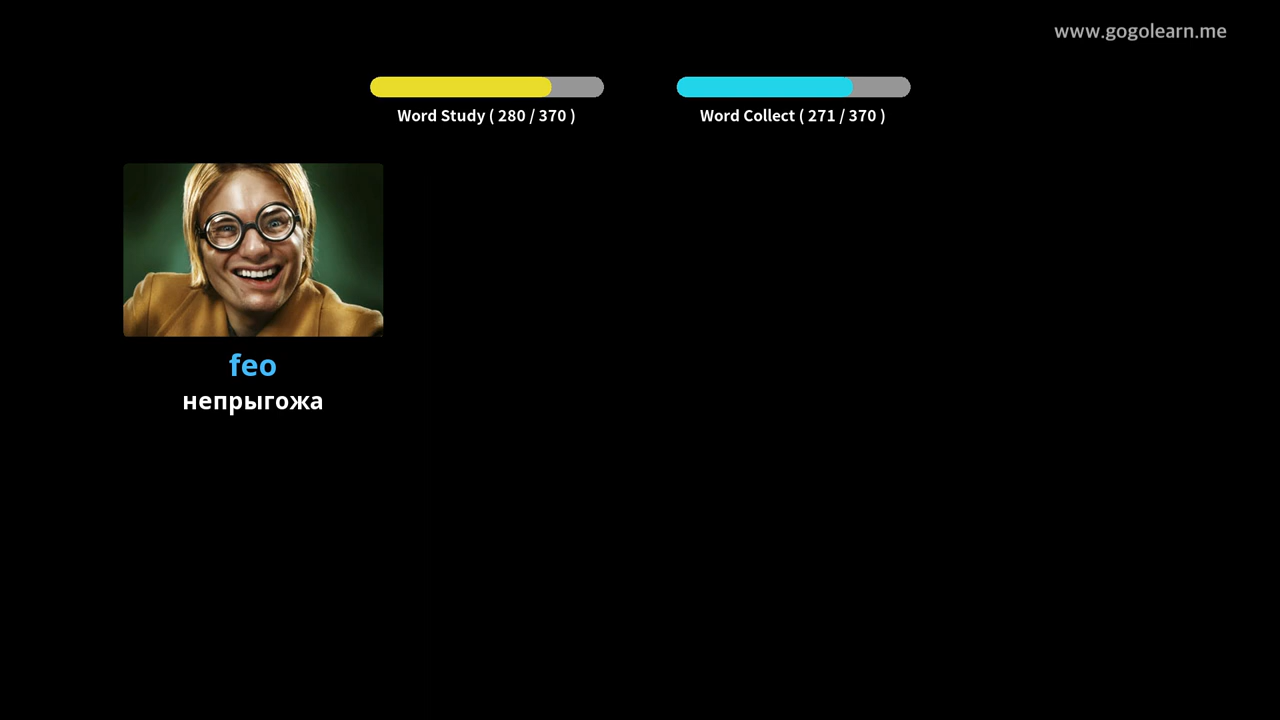 www.gogolearn.me
Word Study ( 280 / 370 )
Word Collect ( 271 / 370 )
feo
непрыгожа